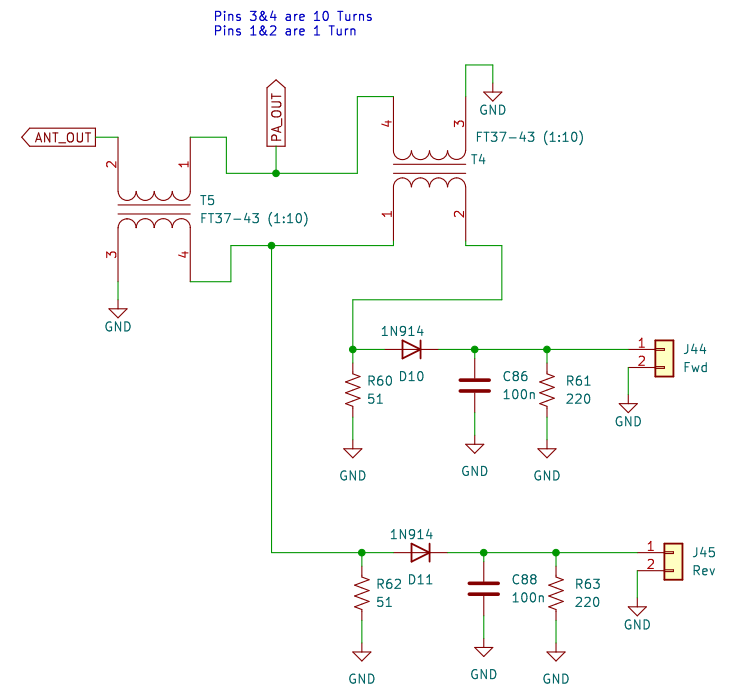 Pins 3&4 are 10 Turns
Pins 1&2 are 1 Turn
PA_OUT
ANT_OUT
4
3
GND
FT37-43 (1:10)
T4
2
1
T5
FT37-43 (1:10)
1
2
3
4
GND
1N914
D10
R60
51
C86
100n
R61
220
1
2
J44
Fwd
GND
GND
GND
GND
1N914
D11
R62
51
C88
100n
R63
220
1
2
J45
Rev
GND
GND
GND
GND